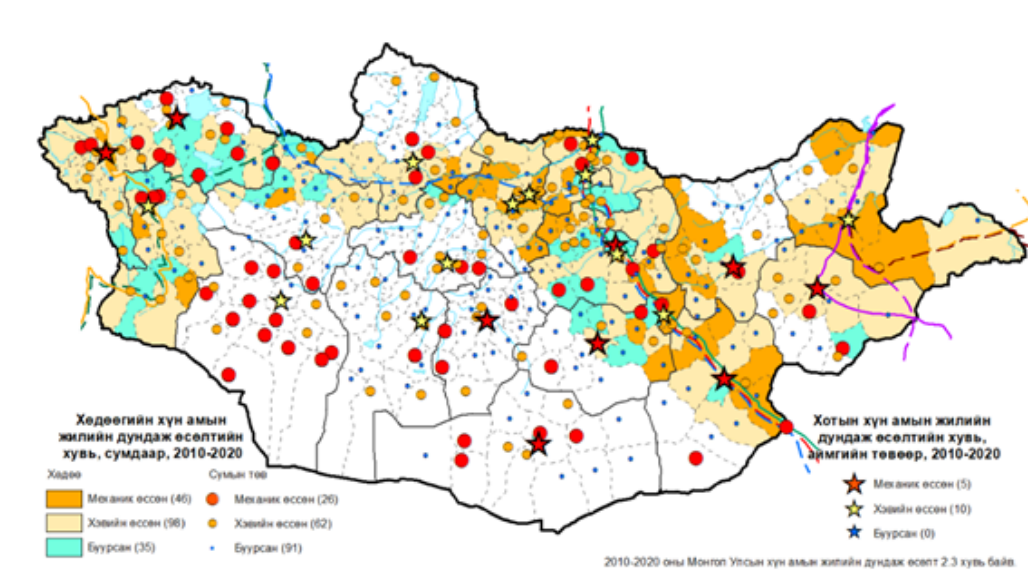 Хөдөөгийн хүн амын
жилийн дундаж өсөлтийн
хувь, сумдаар, 2010-2020
Хөдөө
Сумын төв
Механик өссөн (46)
Механик өссөн (26)
Хэвийн өссөн (98)
Хэвийн өссөн (62)
Буурсан (35)
Буурсан (91)
Хотын хүн амын жилийн
дундаж өсөлтийн хувь,
аймгийн төвөөр, 2010-2020
Механик өссөн (5)
Хэвийн өссөн (10)
Буурсан (0)
2010-2020 оны Монгол Улсын хүн амын жилийн дундаж өсөлт 2.3 хувь байв.